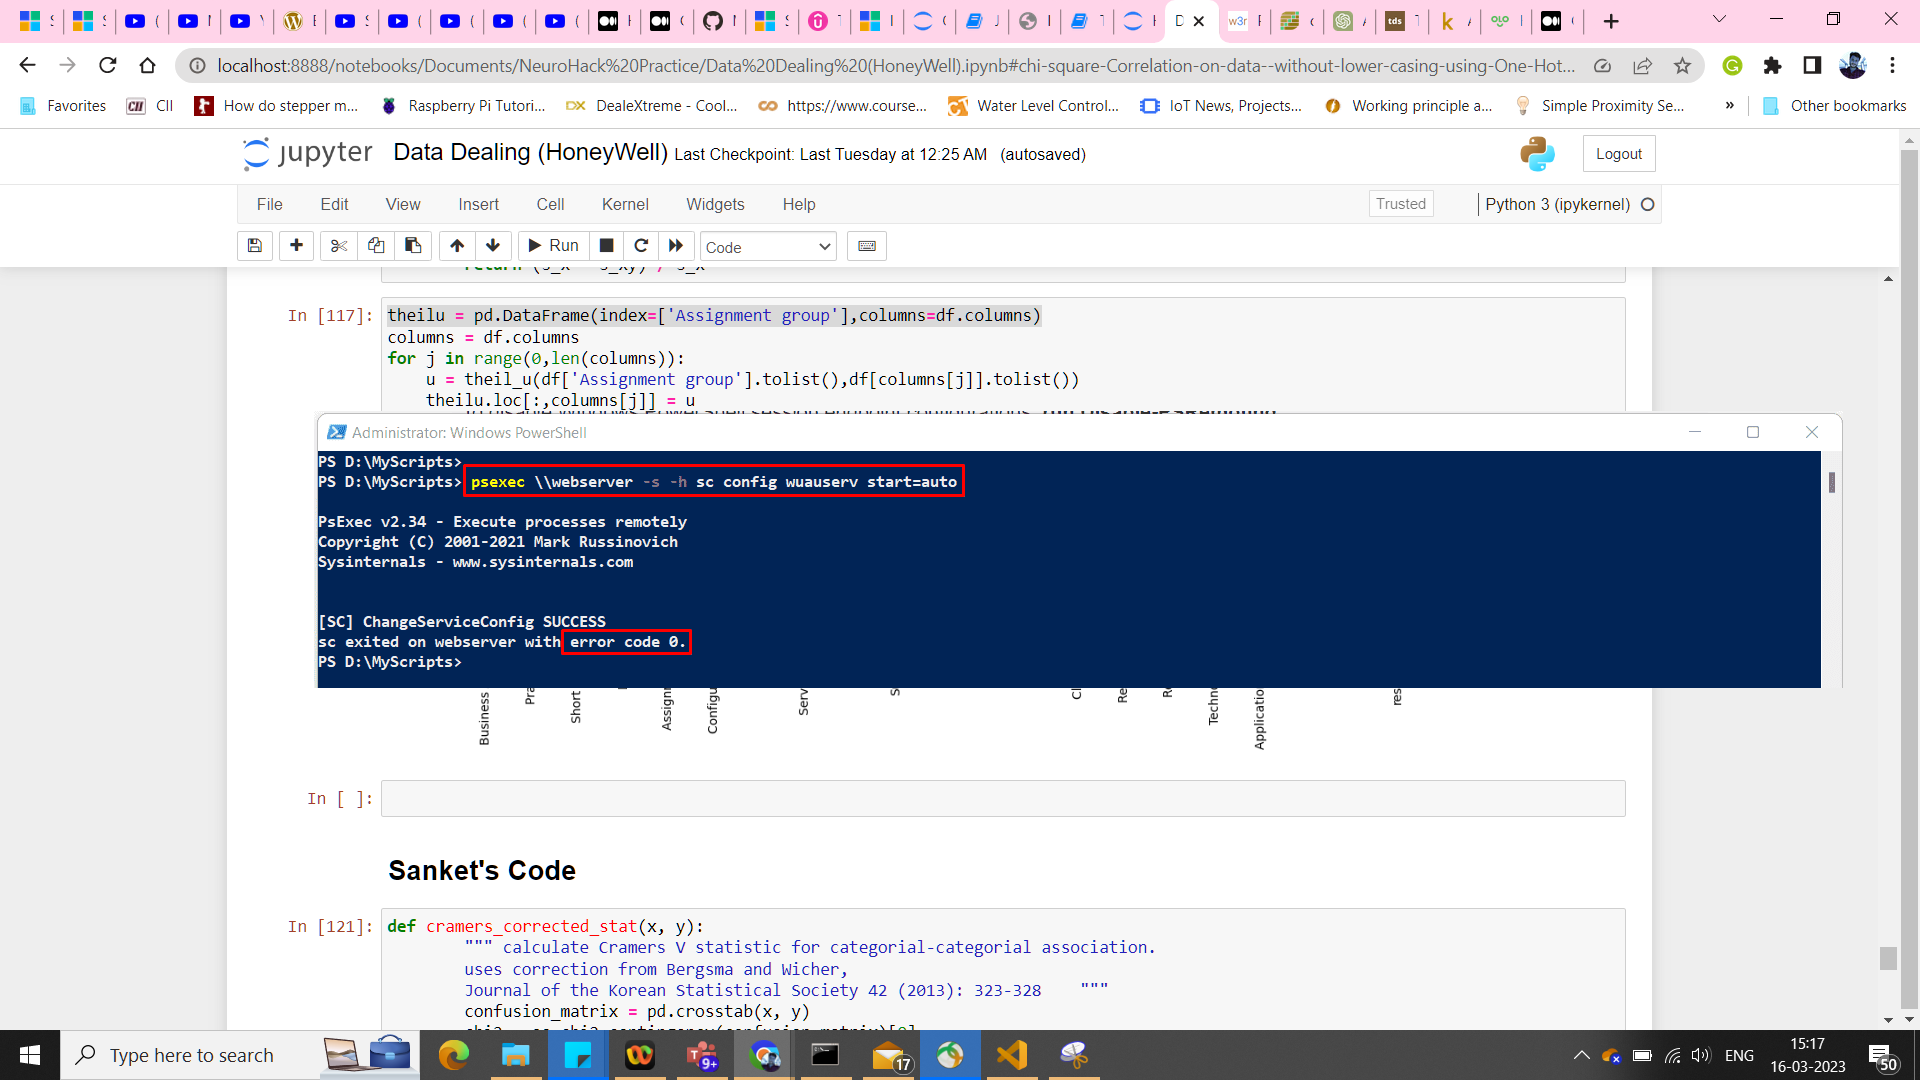 localhost:8888/notebooks/Documents/NeuroHack%20Practice/Data%20Dealing%20(HoneyWell).ipynb#chi-square-Correlation-on-data--without-lower-casing-using-One-Hot...
Favorites
CII
How do stepper m...
Raspberry Pi Tutori...
DealeXtreme - Cool...
https://www.course...
Water Level Control...
IoT News, Projects...
Working principle a...
Simple Proximity Se...
»
Other bookmarks
jupyter Data Dealing (HoneyWell) Last Checkpoint: Last Tuesday at 12:25 AM (autosaved)
Logout
File Edit View Insert Cell Kernel Widgets Help
Trusted
Python 3 (ipykernel)
Run
Code
In [117]:
theilu = pd.DataFrame(index=['Assignment group'],columns=df.columns)
columns = df.columns
for j in range(0,len(columns)):
u = theil_u(df['Assignment group'].tolist(),df[columns[j]].tolist())
theilu.loc[:,columns[j]] = u
Administrator: Windows PowerShell
PS D:\MyScripts>
PS D:\MyScripts> psexec \\webserver -s -h sc config wuauserv start=auto
PsExec v2.34 - Execute processes remotely
Copyright (C) 2001-2021 Mark Russinovich
Sysinternals - www.sysinternals.com
[SC] ChangeServiceConfig SUCCESS
sc exited on webserver with error code 0.
PS D:\MyScripts>
Business
Pra
Short
Assignm
Configu
Serv
Cl
Re
Techno
Application
res
In [ ]:
Sanket's Code
In [121]:
def cramers_corrected_stat(x, y):
""" calculate Cramers V statistic for categorial-categorial association.
uses correction from Bergsma and Wicher,
Journal of the Korean Statistical Society 42 (2013): 323-328 """
confusion_matrix = pd.crosstab(x, y)
Type here to search
9+
17
ENG
15:17
16-03-2023
50